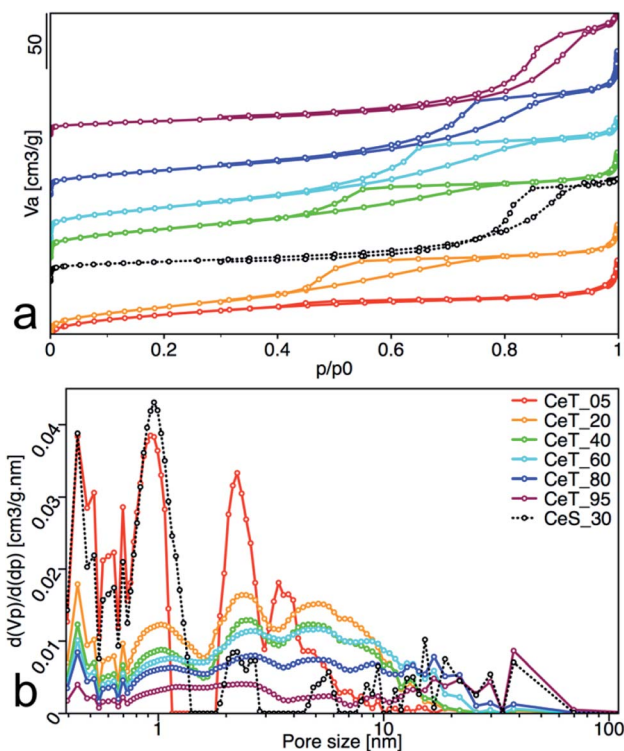 50
Va [cm3/g]
a
0 0.2 0.4 0.6 0.8 1
p/p0
CeT_05
CeT_20
CeT_40
CeT_60
CeT_80
CeT_95
CeS_30
0.04
0.03
0.02
0.01
0
d(Vp)/d(dp) [cm3/g.nm]
b
1 10 100
Pore size [nm]